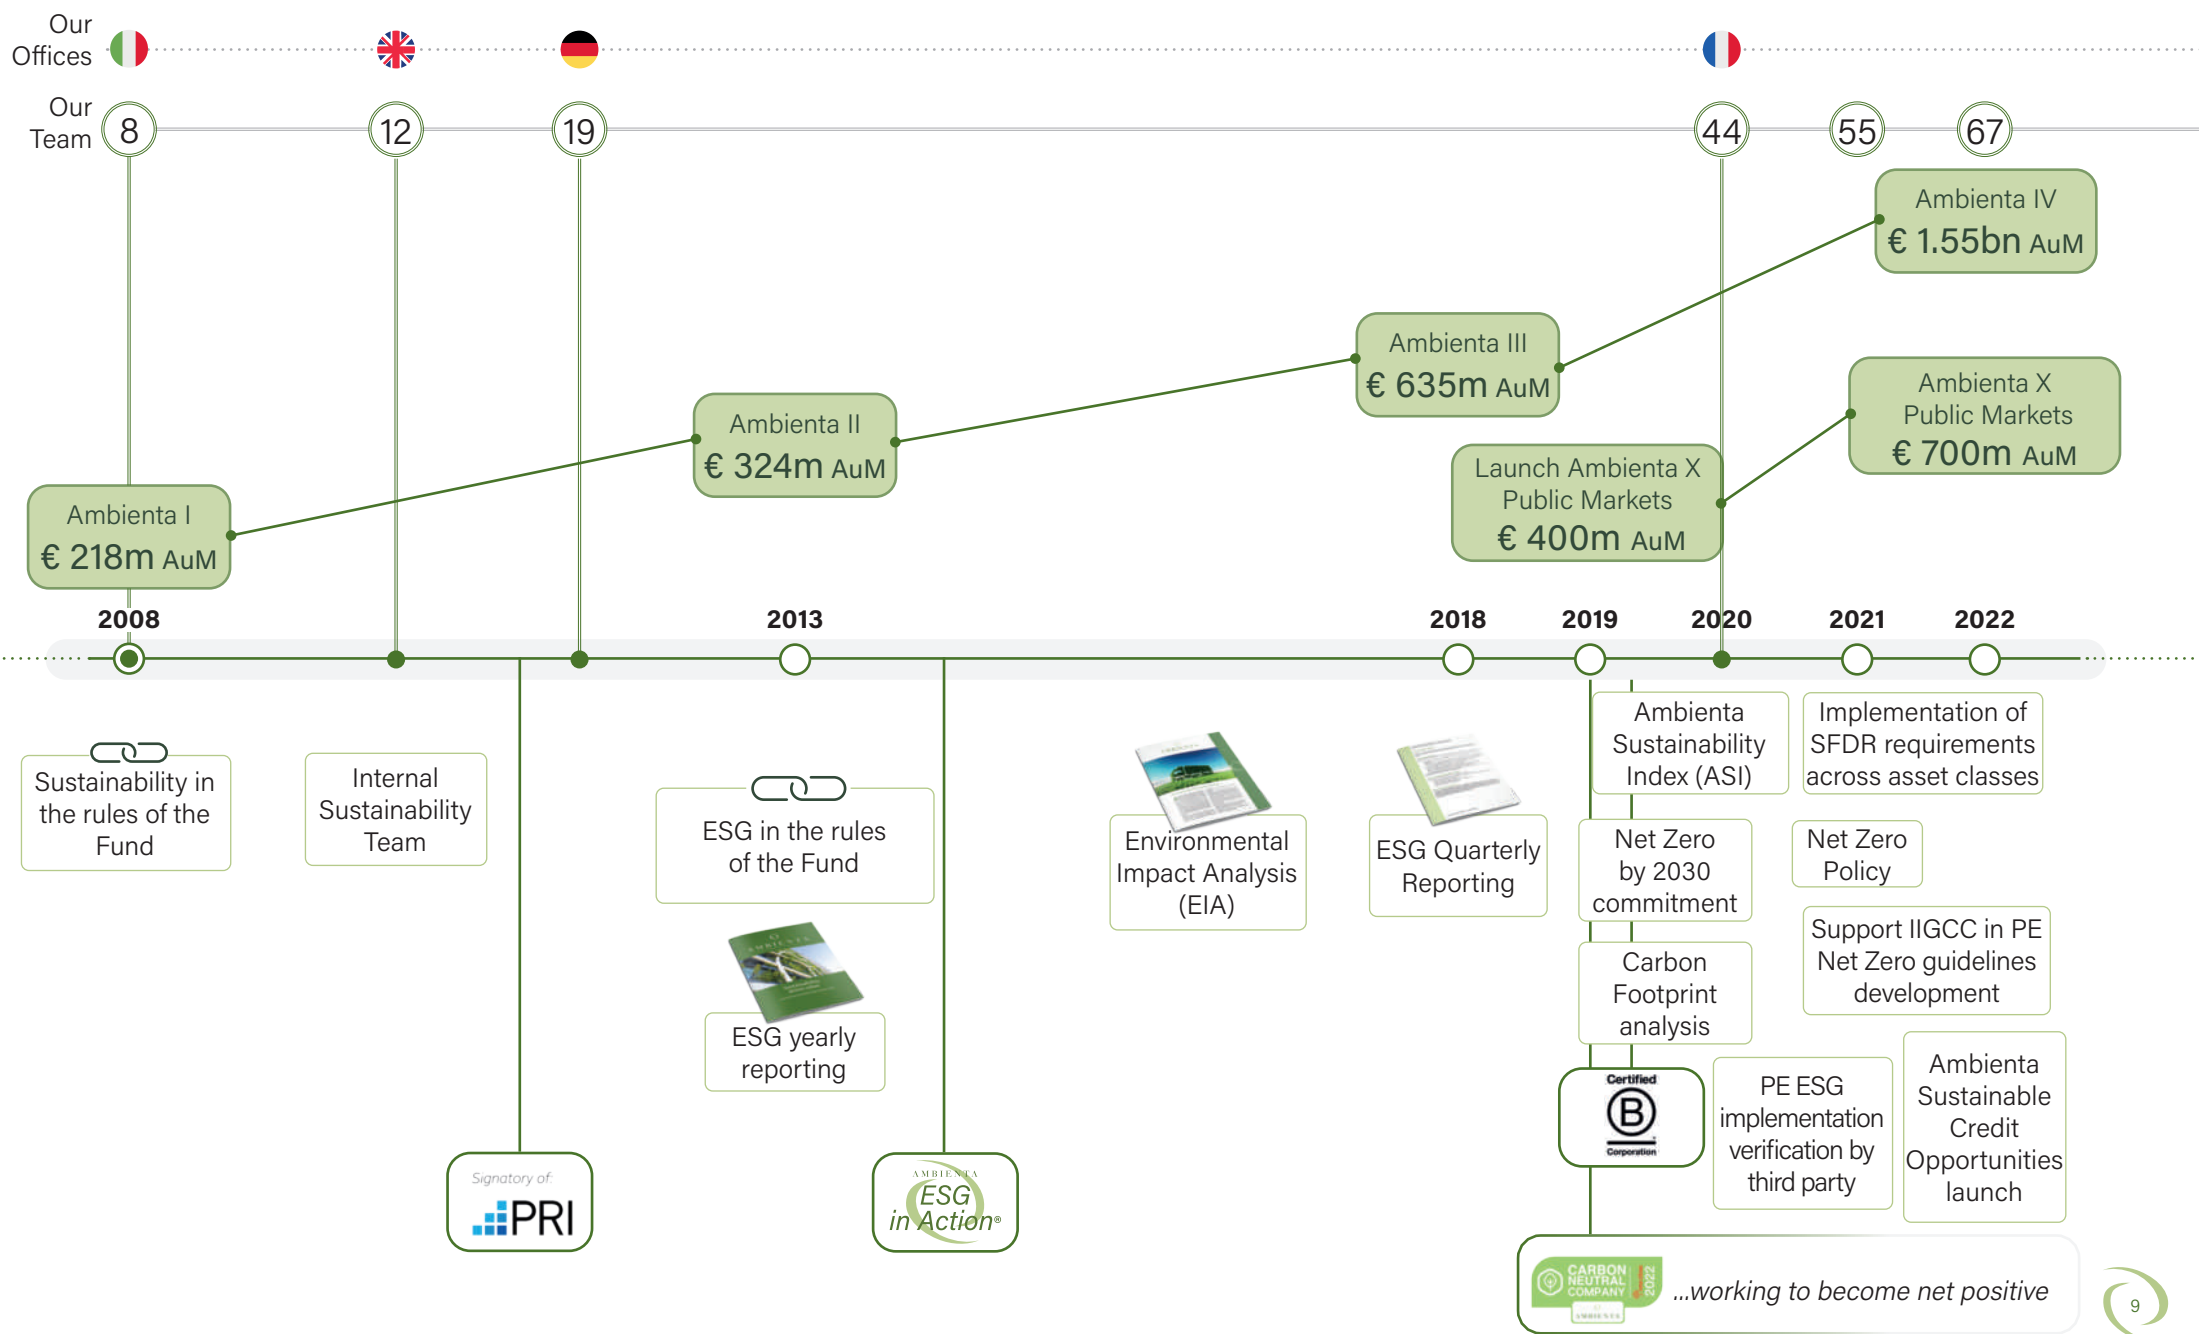 Our
Offices
Our
Team
8
12
19
44
55
67
Ambienta IV
€ 1.55bn AuM
Ambienta III
€ 635m AuM
Ambienta X
Public Markets
€ 700m AuM
Ambienta II
€ 324m AuM
Launch Ambienta X
Public Markets
€ 400m AuM
Ambienta I
€ 218m AuM
2008
2013
2018
2019
2020
2021
2022
Sustainability in
the rules of the
Fund
Internal
Sustainability
Team
ESG in the rules
of the Fund
AMBIENTA
ESG yearly
reporting
Environmental
Impact Analysis
(EIA)
ESG Quarterly
Reporting
Ambienta
Sustainability
Index (ASI)
Net Zero
by 2030
commitment
Carbon
Footprint
analysis
Implementation of
SFDR requirements
across asset classes
Net Zero
Policy
Support IIGCC in PE
Net Zero guidelines
development
PE ESG
implementation
verification by
third party
Ambienta
Sustainable
Credit
Opportunities
launch
Signatory of:
PRI
AMBIENTA
ESG
in Action®
Certified
B
Corporation
CARBON
NEUTRAL
COMPANY
2022
AMBIENTA
...working to become net positive
9